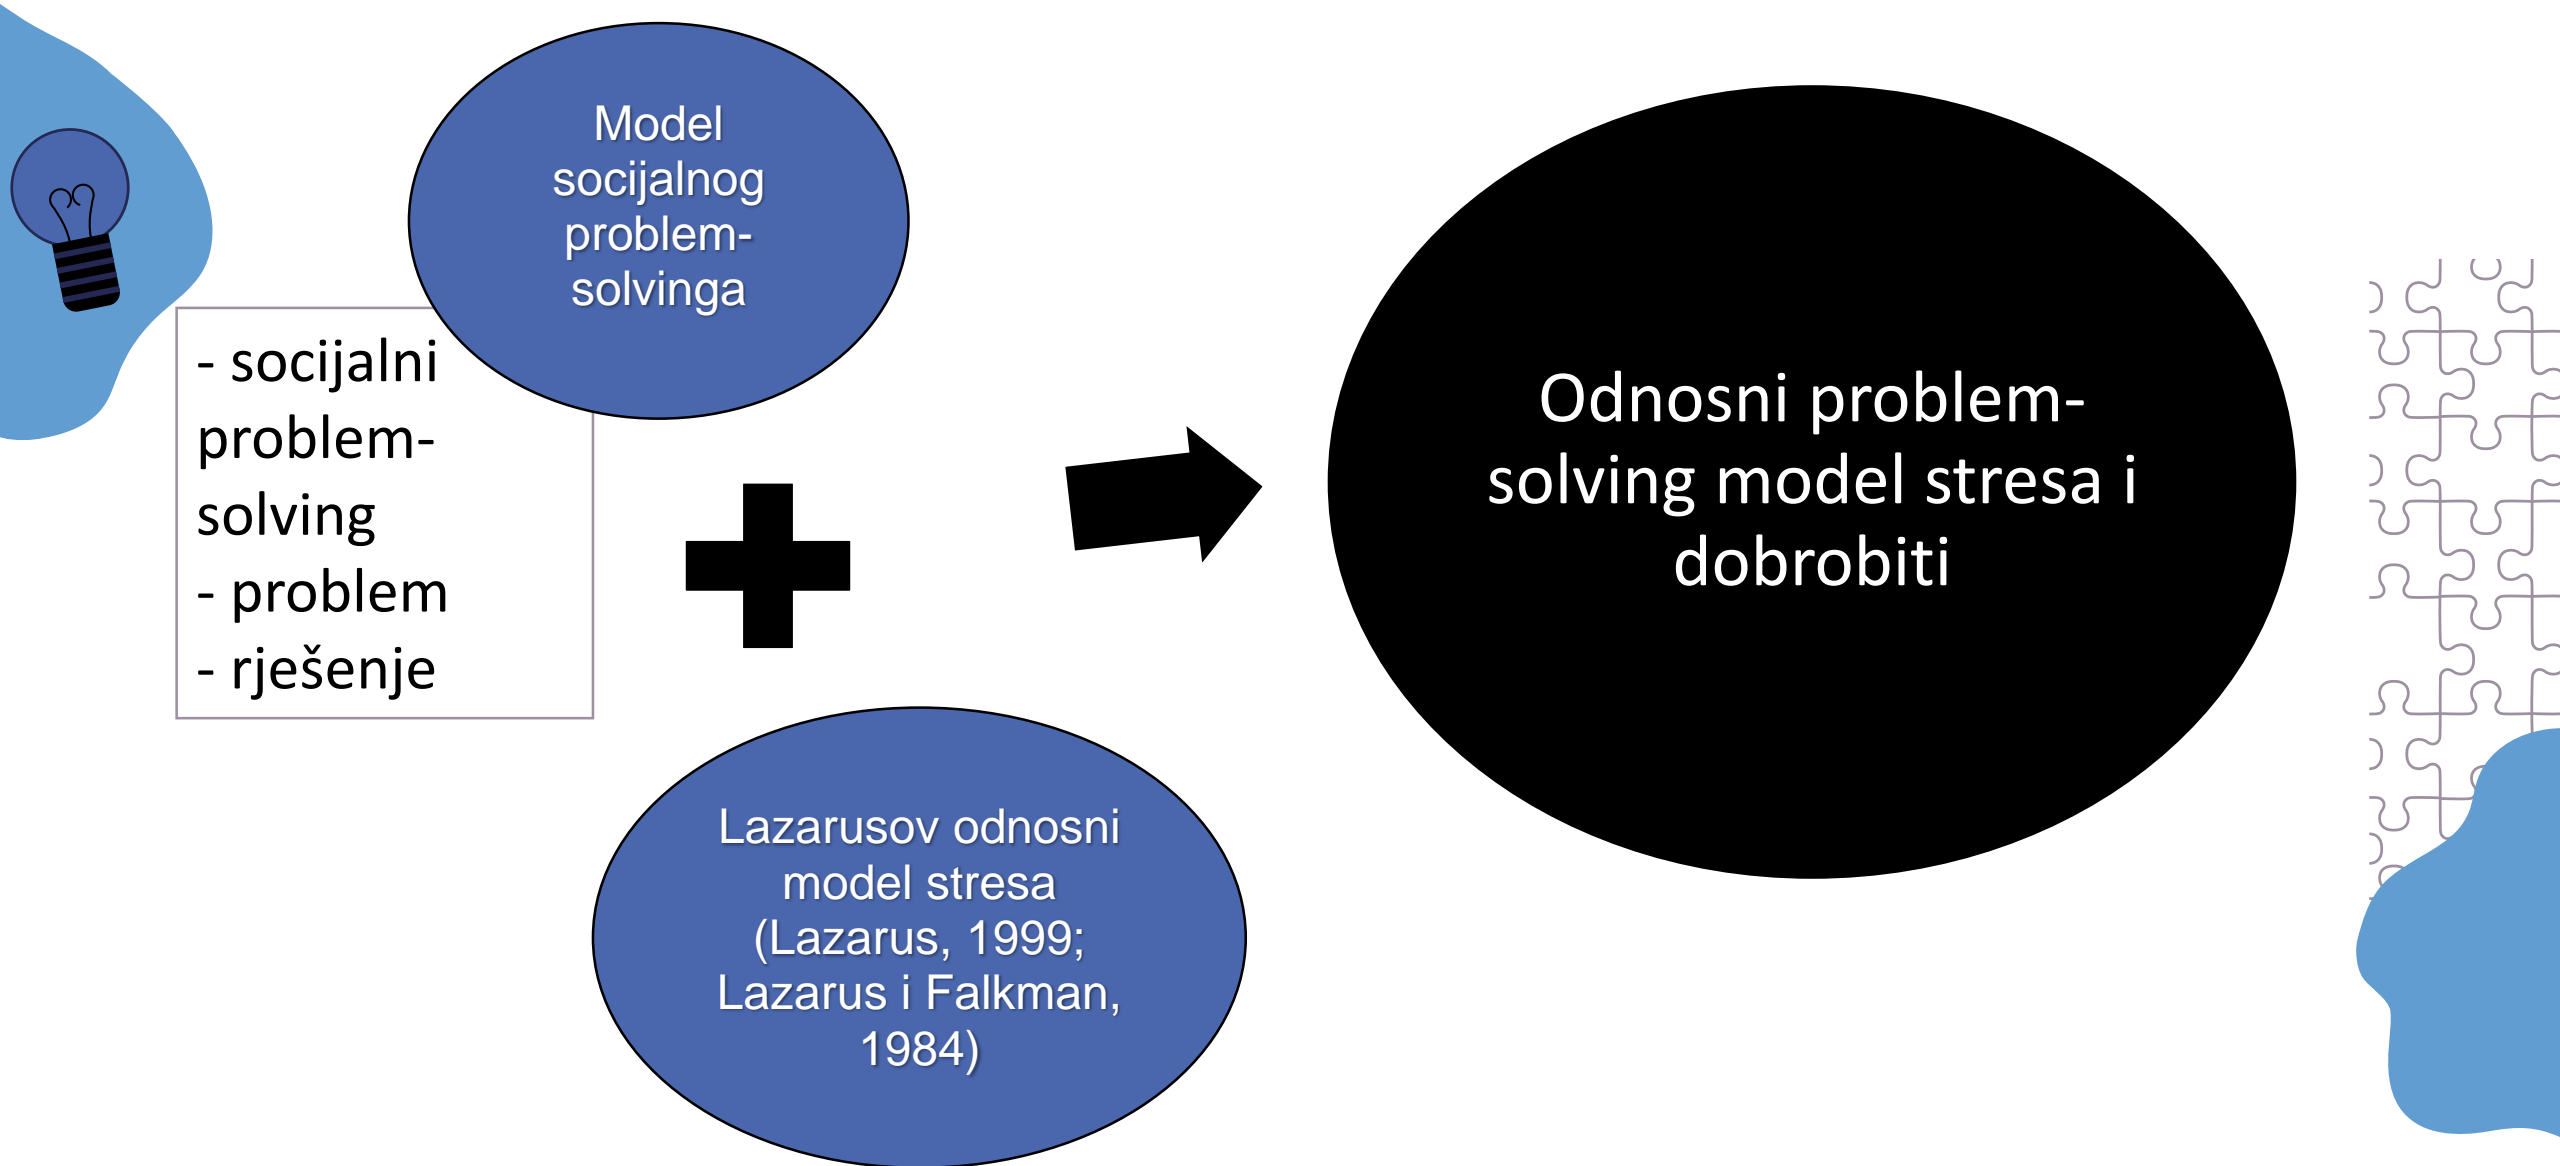 Model
socijalnog
problem-
solvinga
- socijalni
problem-
solving
- problem
- rješenje
Lazarusov odnosni
model stresa
(Lazarus, 1999;
Lazarus i Falkman,
1984)
Odnosni problem-
solving model stresa i
dobrobiti